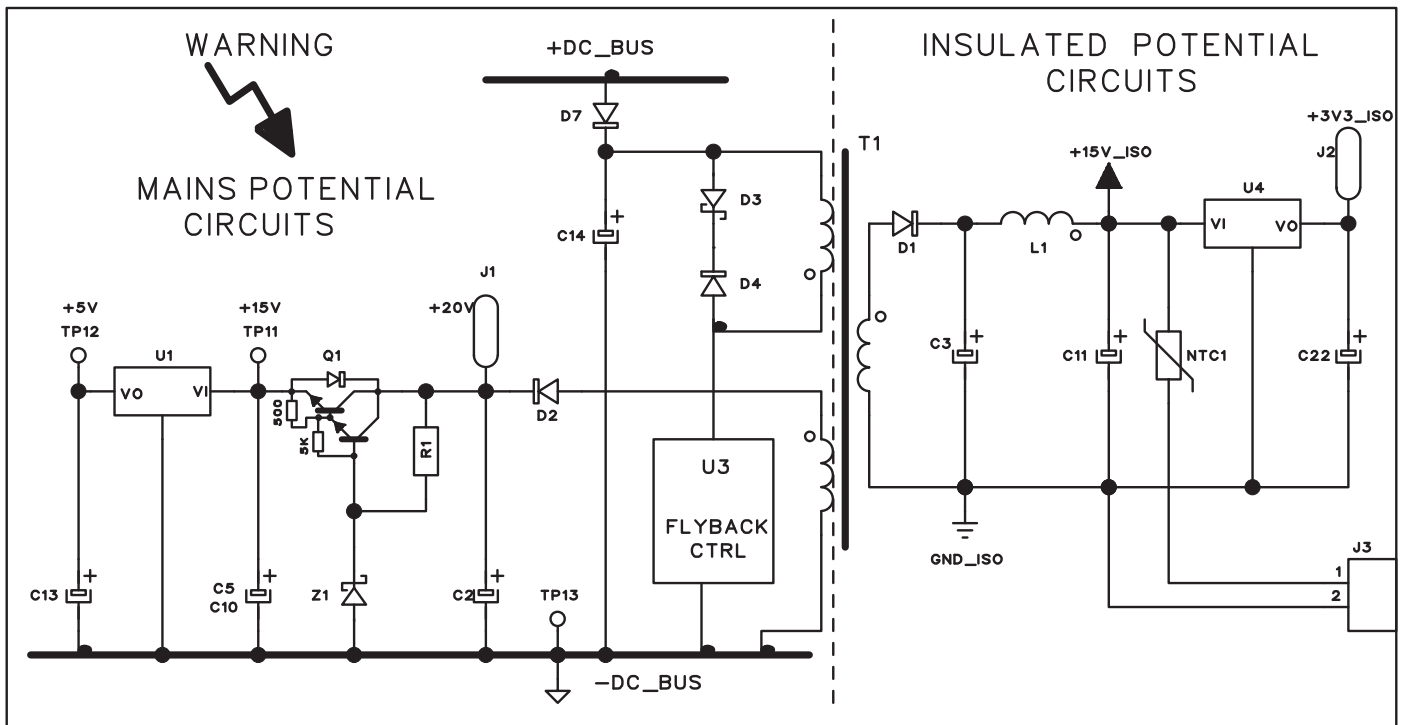 WARNING
MAINS POTENTIAL
CIRCUITS
+DC_BUS
INSULATED POTENTIAL
CIRCUITS
D7
T1
+15V_ISO
+3V3_ISO
J2
U4
VI
VO
D3
C14
+
D4
D1
L1
J1
+5V
TP12
+15V
TP11
+20V
U1
VO
VI
Q1
500
5K
R1
D2
C3
+
C11
+
NTC1
C22
+
U3
FLYBACK
CTRL
GND_ISO
C13
+
C5
C10
+
Z1
C2
+
TP13
J3
1
2
-DC_BUS